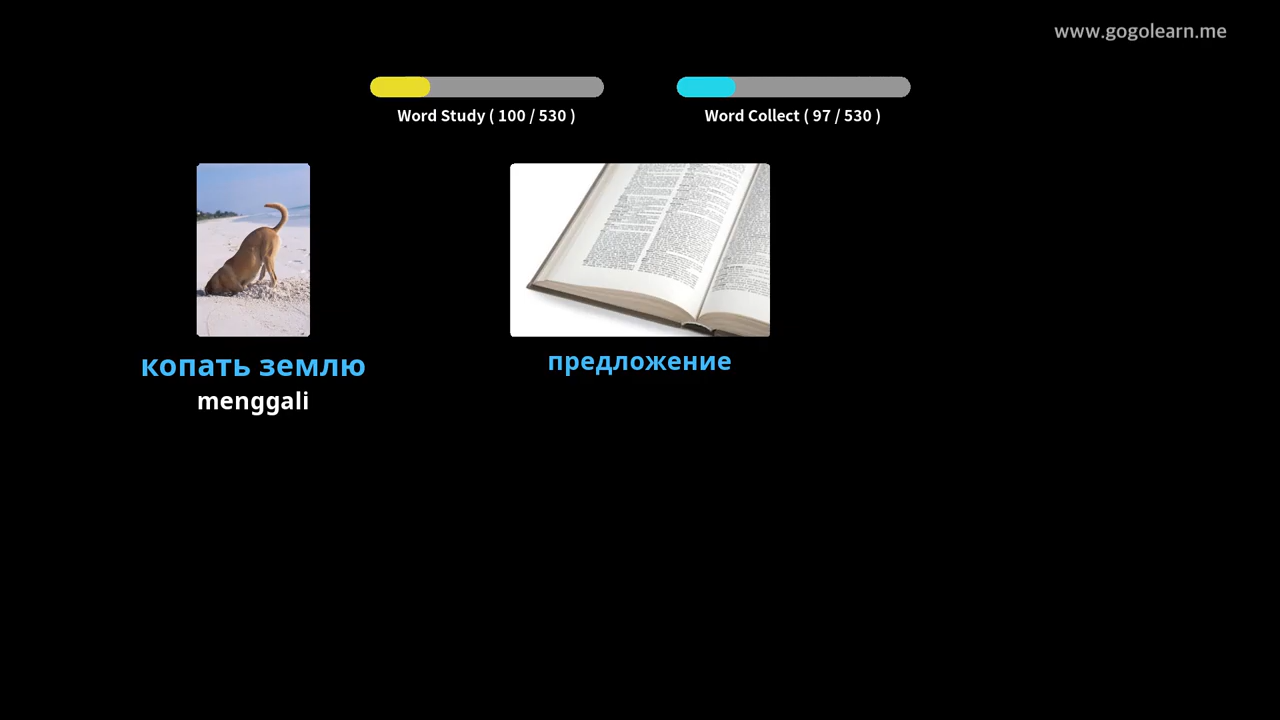 www.gogolearn.me
Word Study ( 100 / 530 )
Word Collect ( 97 / 530 )
копать землю
menggali
предложение